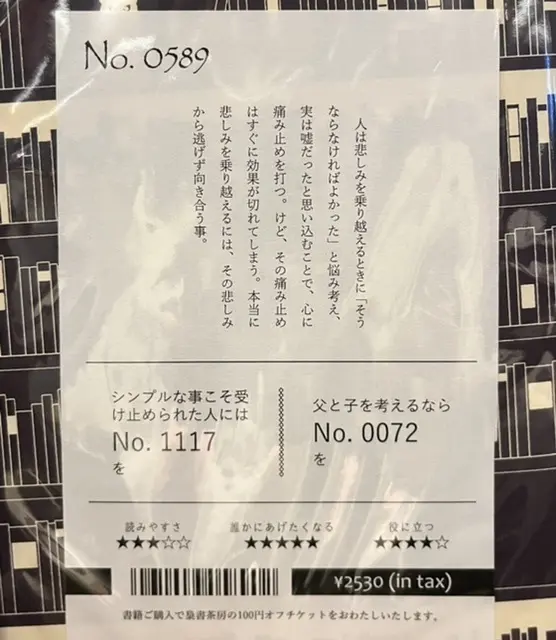 No. 0589
人は悲しみを乗り越えるときに「そう
ならなければよかった」と悩み考え、
実は嘘だったと思い込むことで、心に
痛み止めを打つ。けど、その痛み止め
はすぐに効果が切れてしまう。本当に
悲しみを乗り越えるには、その悲しみ
から逃げず向き合う事。
シンプルな事こそ受
け止められた人には
No. 1117
を
父と子を考えるなら
No. 0072
を
読みやすさ
★★★☆☆
誰かにあげたくなる
★★★★★
役に立つ
★★★★☆
¥2530 (in tax)
書籍ご購入で梟書茶房の100円オフチケットをおわたしいたします。